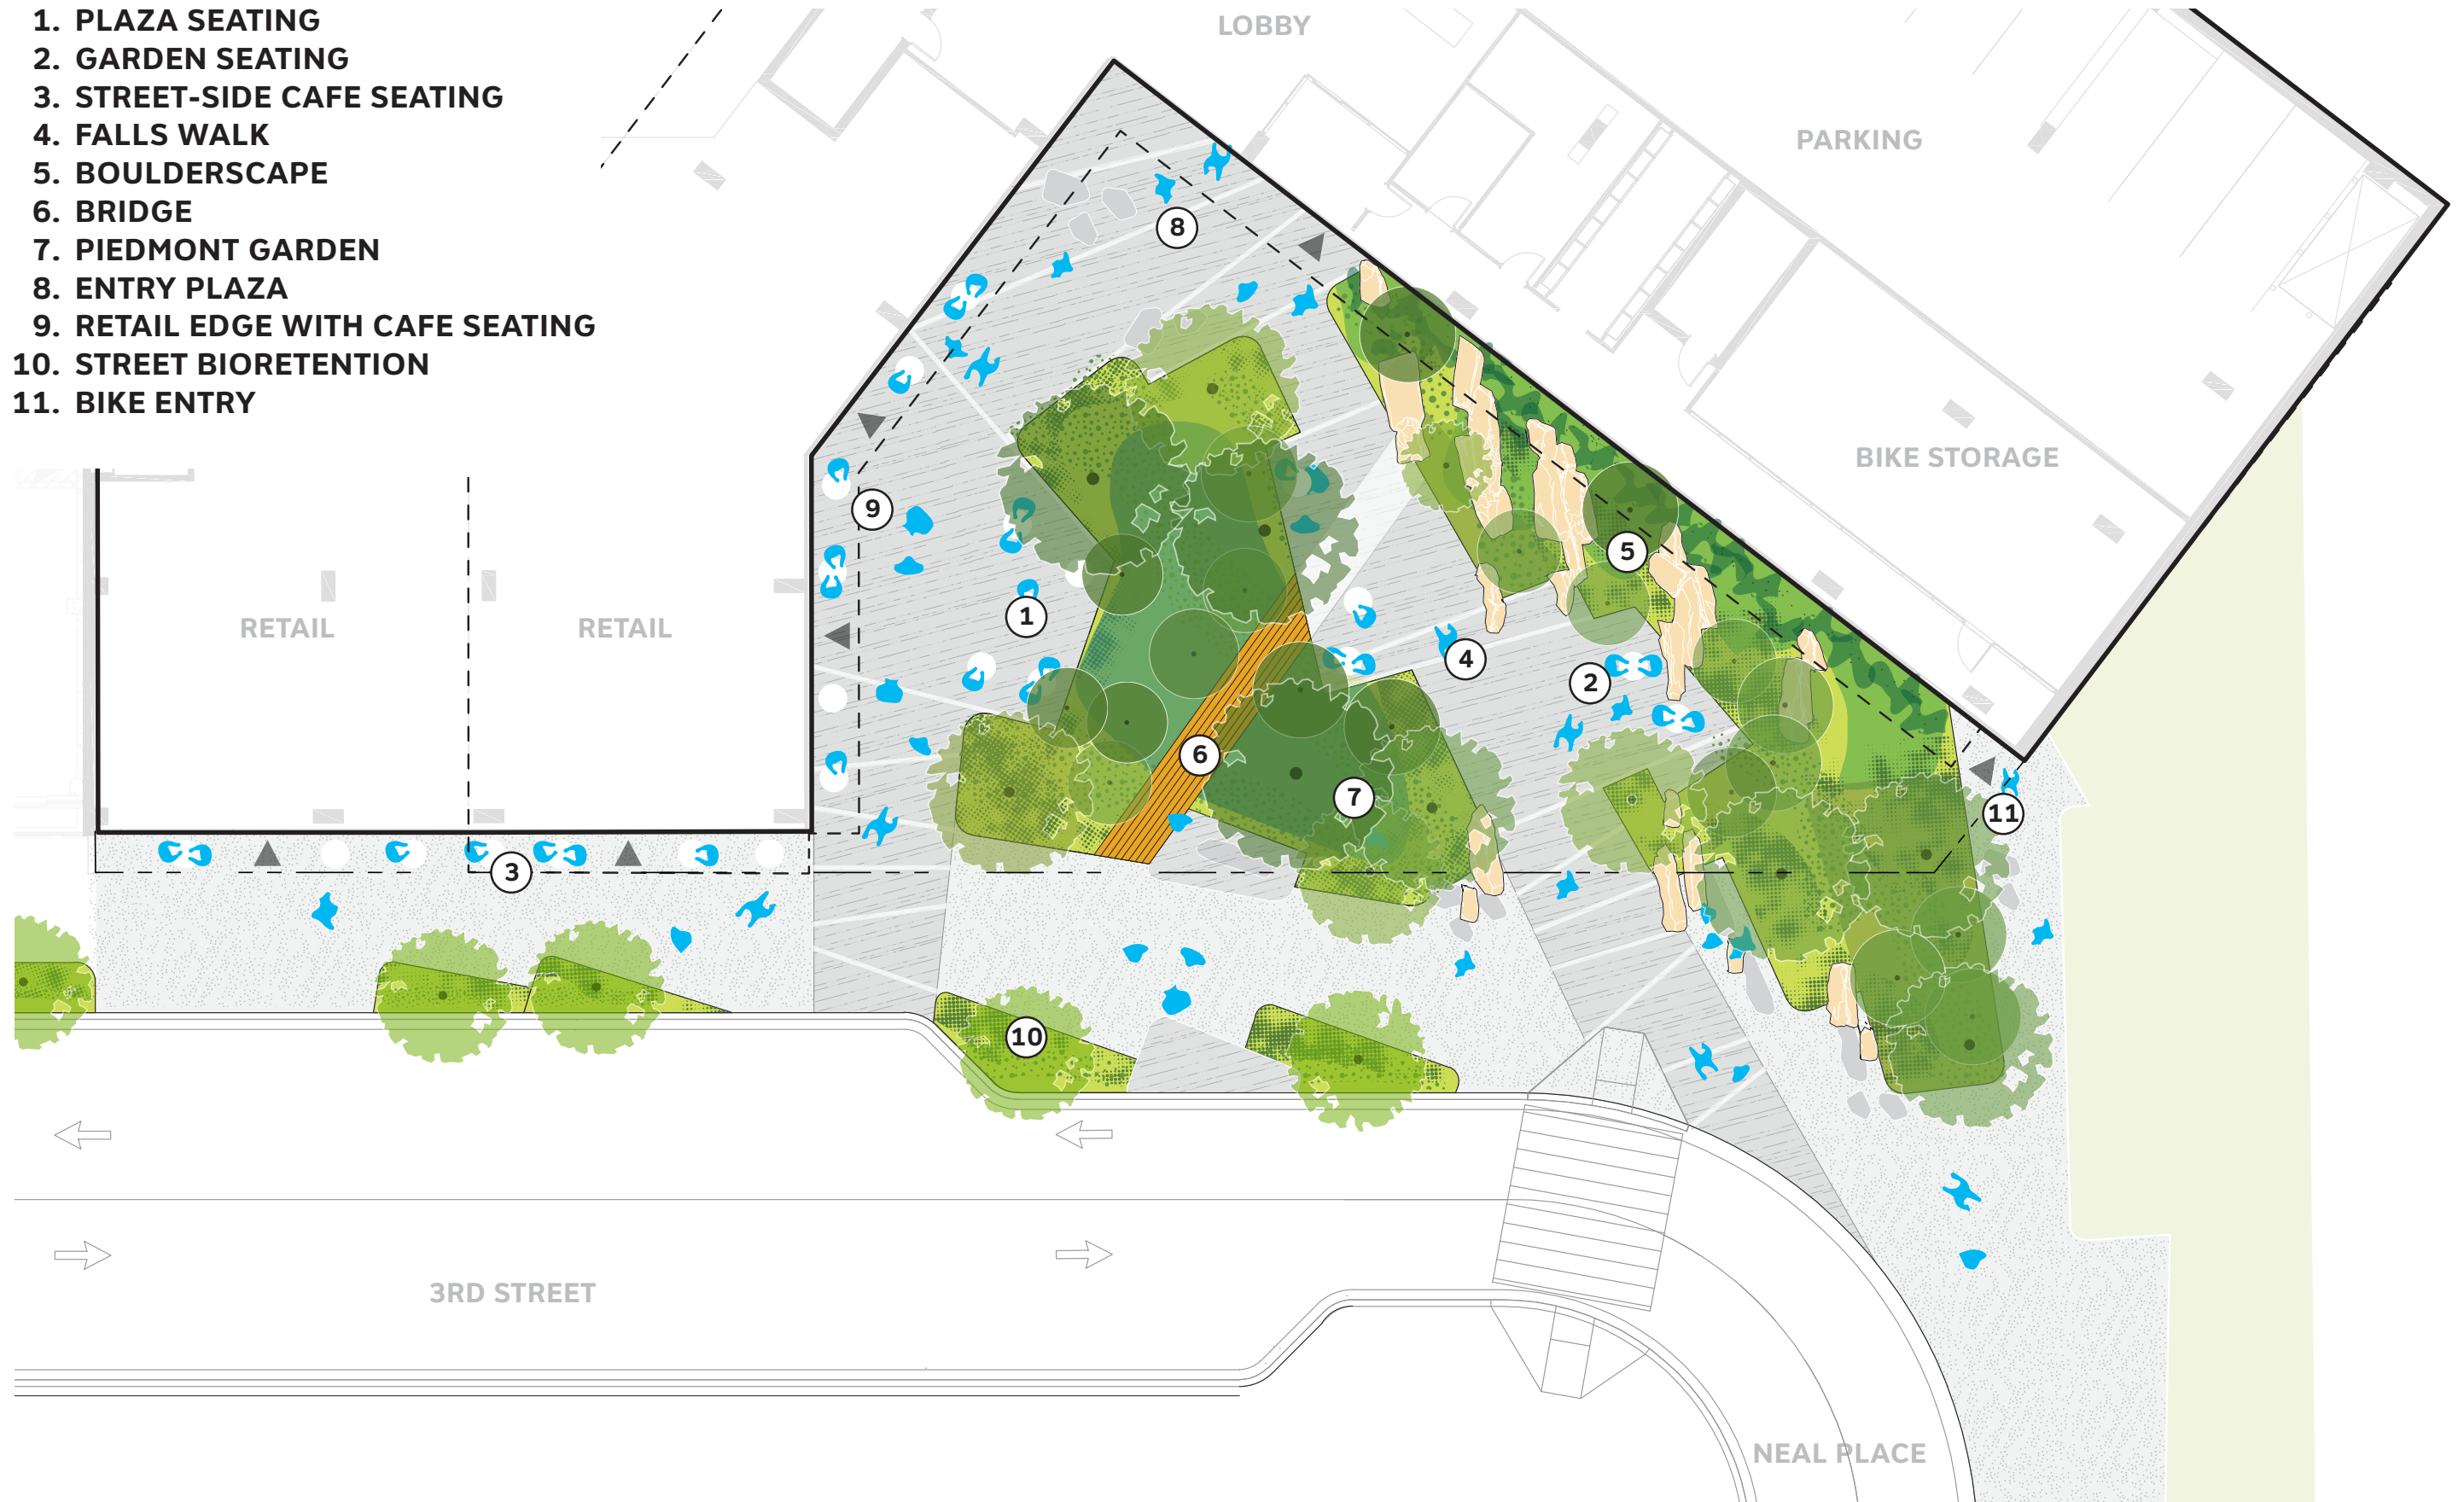 1. PLAZA SEATING
2. GARDEN SEATING
3. STREET-SIDE CAFE SEATING
4. FALLS WALK
5. BOULDERSCAPE
6. BRIDGE
7. PIEDMONT GARDEN
8. ENTRY PLAZA
9. RETAIL EDGE WITH CAFE SEATING
10. STREET BIORETENTION
11. BIKE ENTRY
LOBBY
PARKING
8
BIKE STORAGE
9
5
RETAIL
RETAIL
1
4
2
6
7
11
3
10
3RD STREET
NEAL PLACE